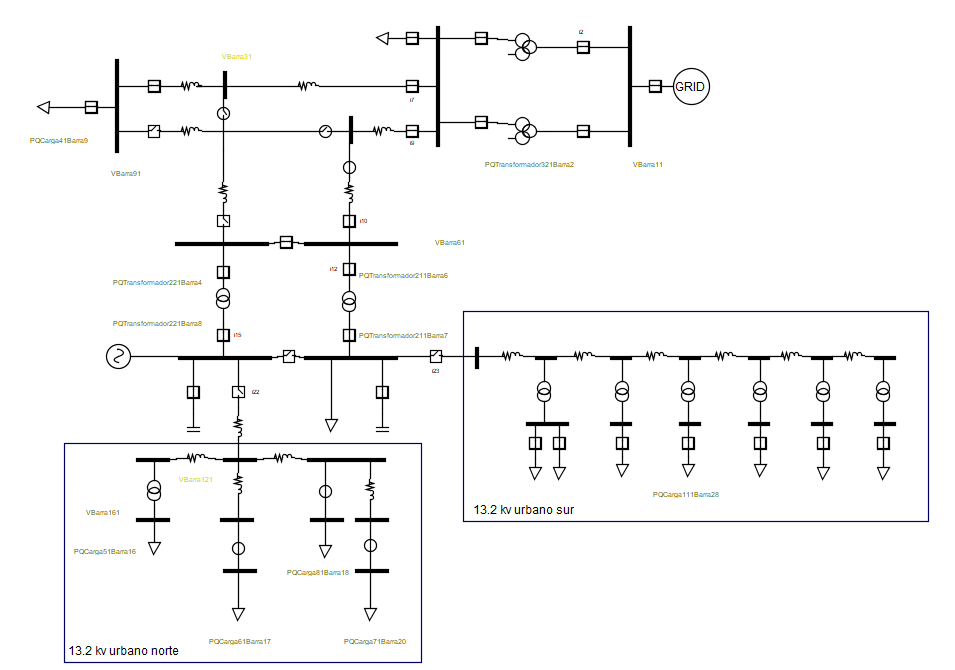 i2
VBarra31
GRID
i7
PQCarga41Barra9
i9
PQTransformador321Barra2
VBarra11
VBarra91
i10
VBarra61
i12
PQTransformador211Barra6
PQTransformador221Barra4
PQTransformador221Barra8
i15
PQTransformador211Barra7
i23
i22
VBarra121
PQCarga111Barra28
13.2 kv urbano sur
VBarra161
PQCarga51Barra16
PQCarga81Barra18
PQCarga61Barra17
PQCarga71Barra20
13.2 kv urbano norte